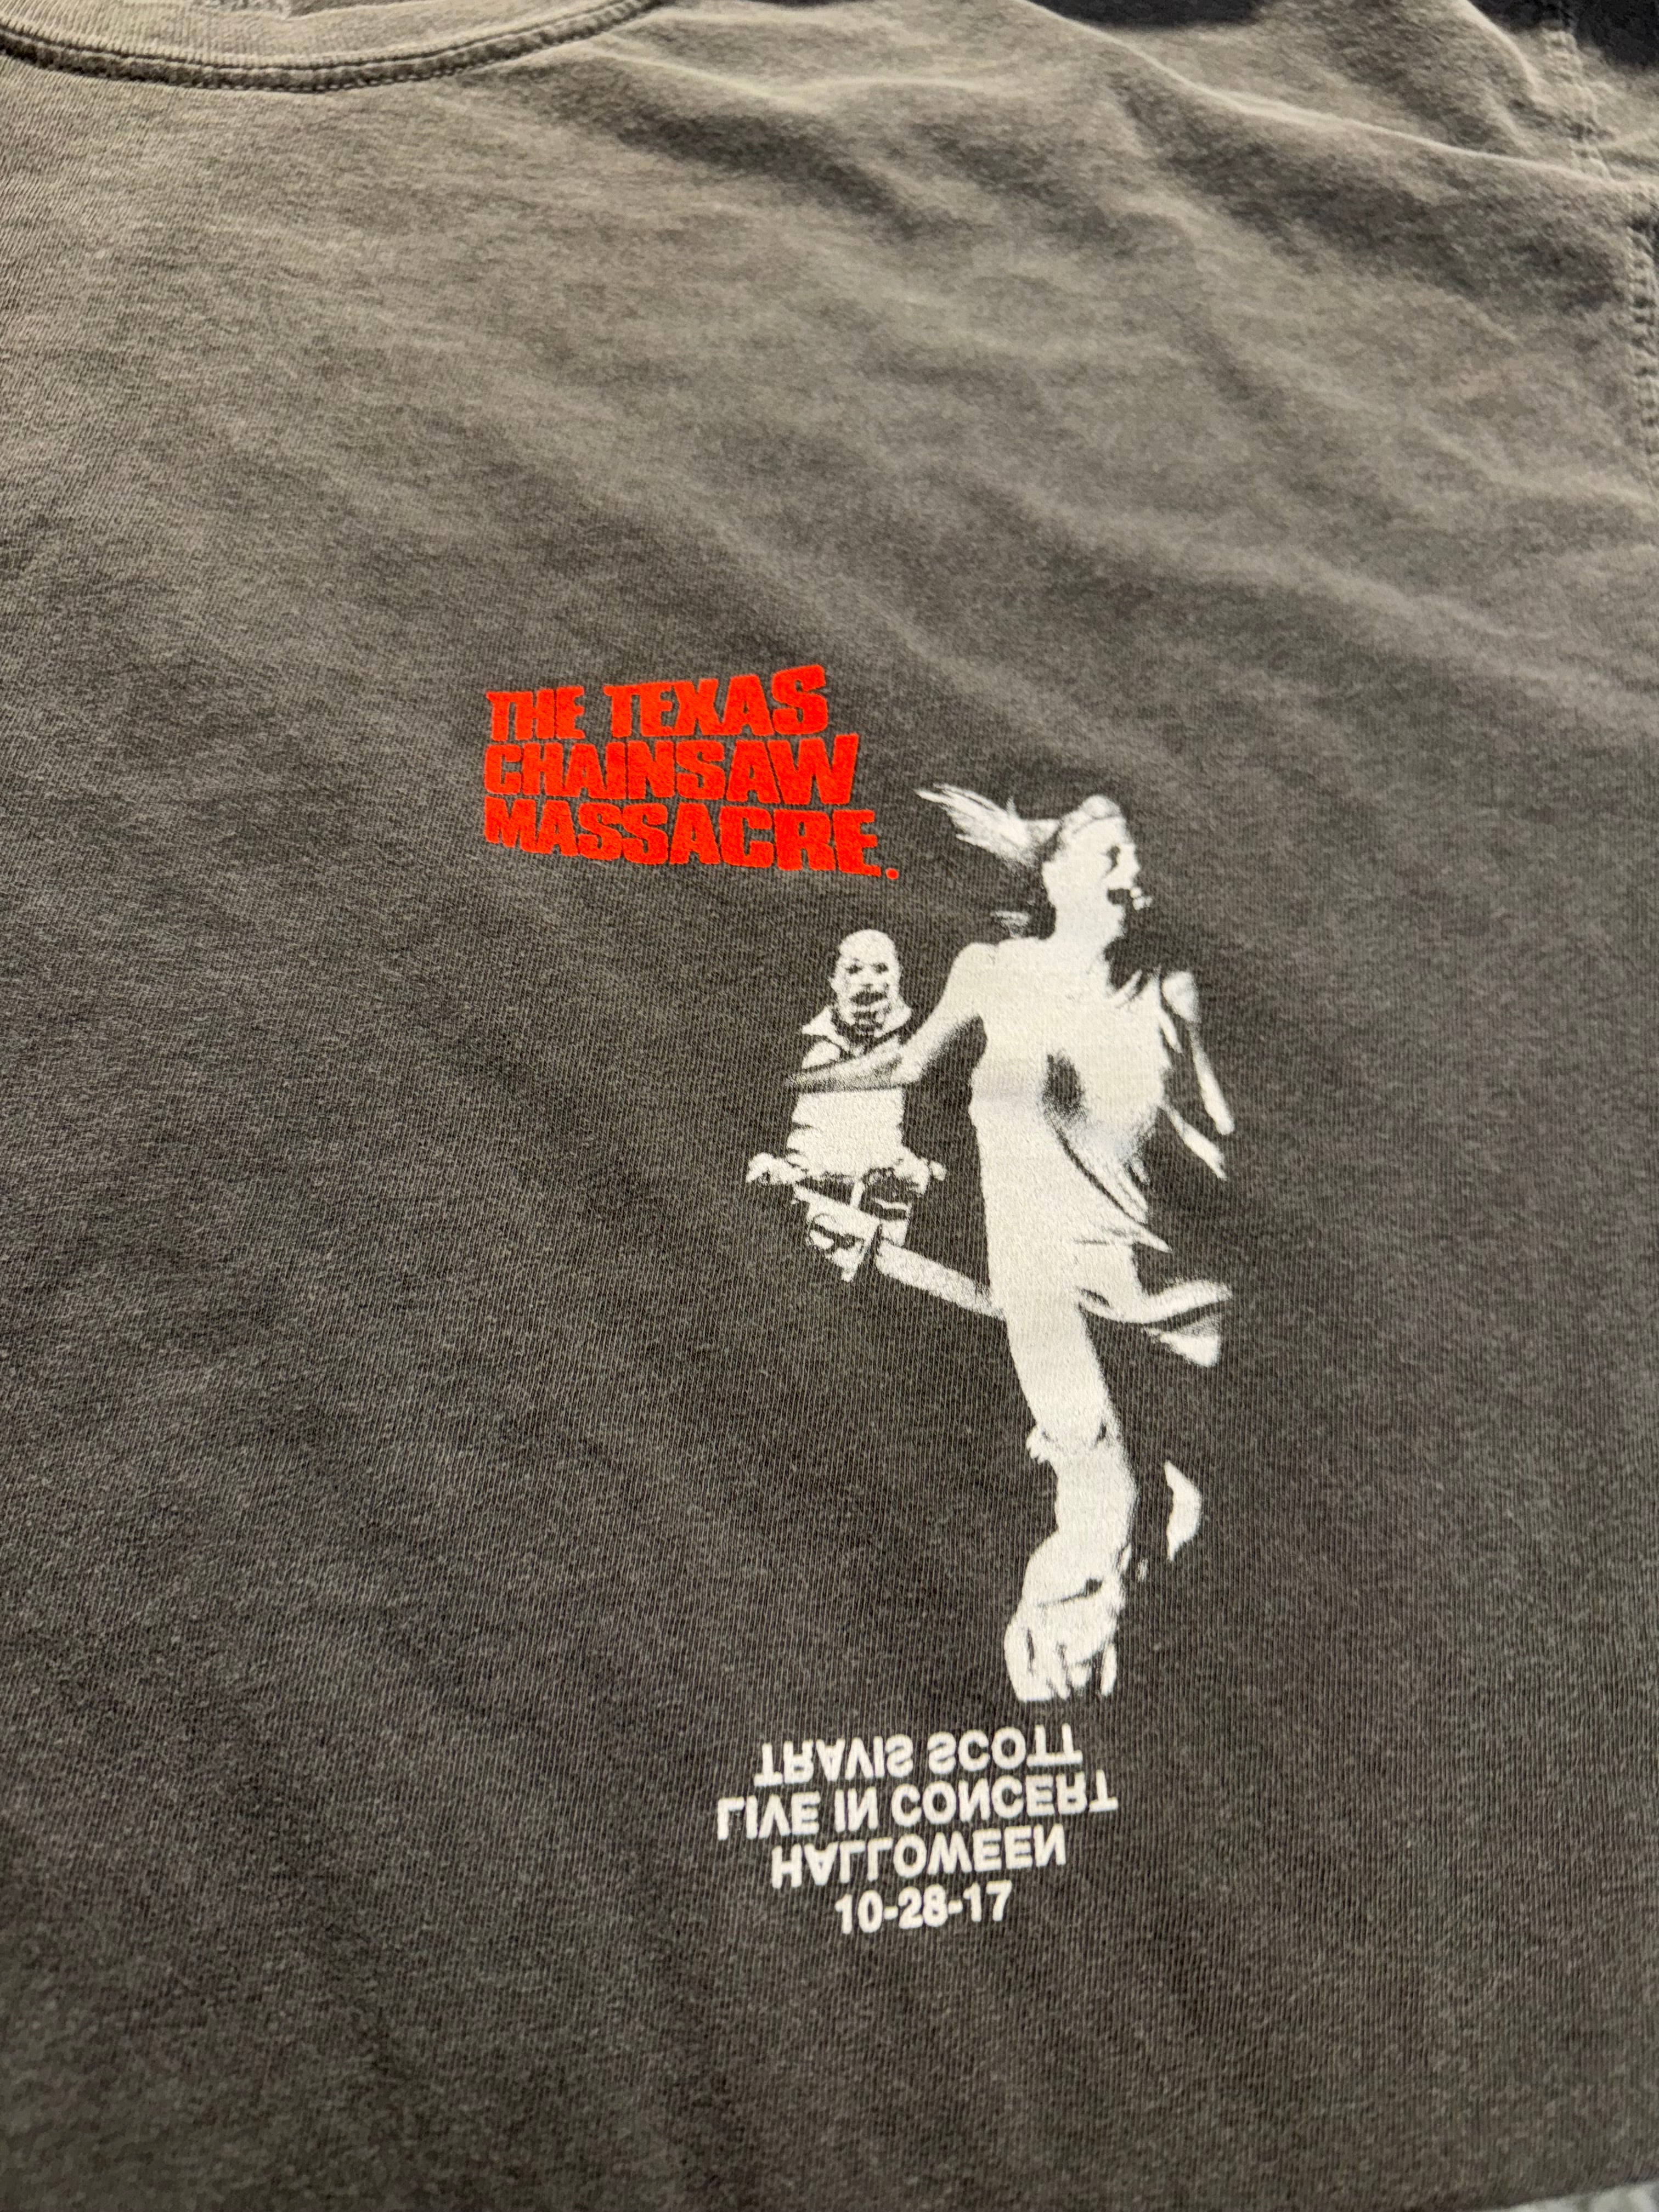 THE TEXAS
CHAINSAW
MASSACRE.
TRAVIS SCOTT
LIVE IN CONCERT
HALLOWEEN
10-28-17